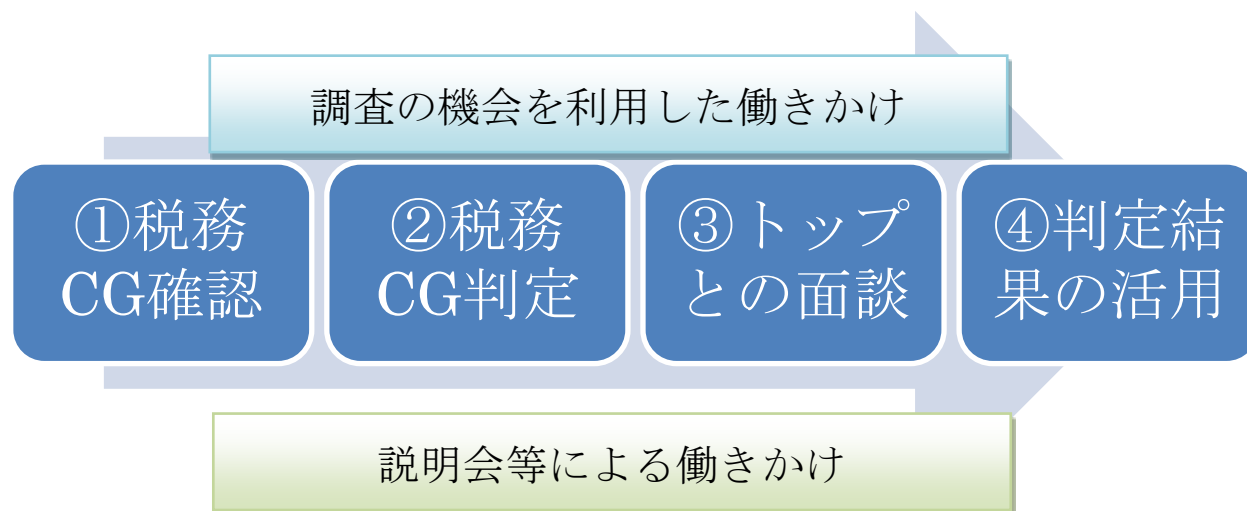 調査の機会を利用した働きかけ
①税務
CG確認
②税務
CG判定
③トップ
との面談
④判定結
果の活用
説明会等による働きかけ